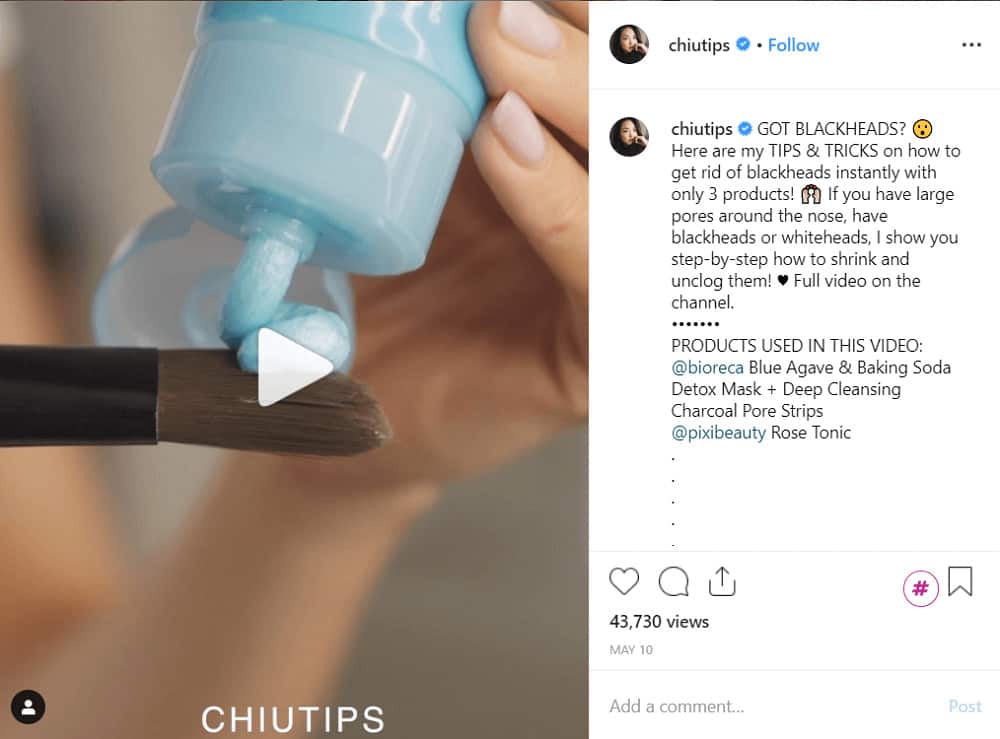 chiutips • Follow
chiutips GOT BLACKHEADS? 😮
Here are my TIPS & TRICKS on how to
get rid of blackheads instantly with
only 3 products! 🙌 If you have large
pores around the nose, have
blackheads or whiteheads, I show you
step-by-step how to shrink and
unclog them! ♥ Full video on the
channel.
•••••••
PRODUCTS USED IN THIS VIDEO:
@bioreca Blue Agave & Baking Soda
Detox Mask + Deep Cleansing
Charcoal Pore Strips
@pixibeauty Rose Tonic
.
.
.
.
.
#
43,730 views
MAY 10
Add a comment...
Post
CHIUTIPS